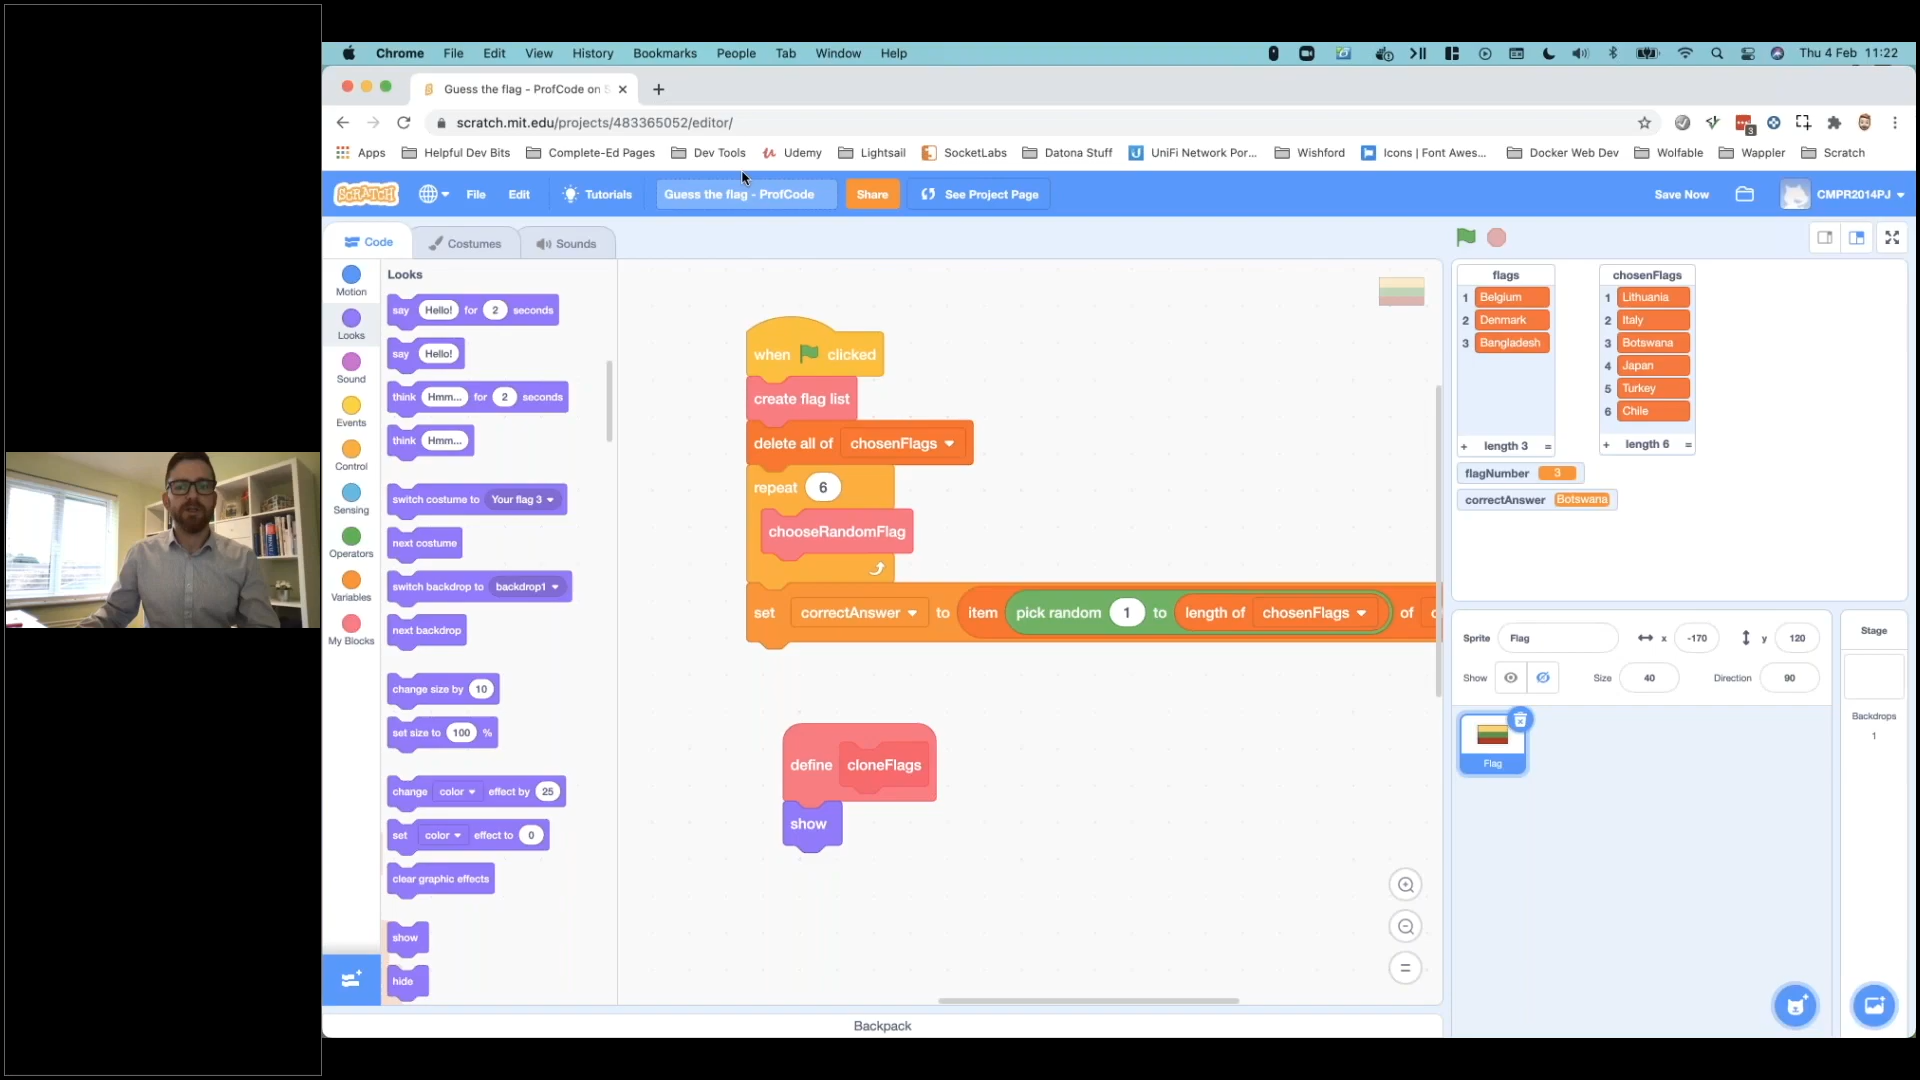 Chrome File Edit View History Bookmarks People Tab Window Help Thu 4 Feb 11:22
Guess the flag - ProfCode on S
scratch.mit.edu/projects/483365052/editor/ 3
Apps Helpful Dev Bits Complete-Ed Pages Dev Tools Udemy Lightsail SocketLabs Datona Stuff UniFi Network Por... Wishford Icons | Font Awes... Docker Web Dev Wolfable Wappler Scratch
SCRATCH File Edit Tutorials Guess the flag - ProfCode Share See Project Page Save Now CMPR2014PJ
Code Costumes Sounds
Motion
Looks
Sound
Events
Control
Sensing
Operators
Variables
My Blocks
Looks
say Hello! for 2 seconds
say Hello!
think Hmm... for 2 seconds
think Hmm...
switch costume to Your flag 3
next costume
switch backdrop to backdrop1
next backdrop
change size by 10
set size to 100 %
change color effect by 25
set color effect to 0
clear graphic effects
show
hide
when clicked
create flag list
delete all of chosenFlags
repeat 6
chooseRandomFlag
set correctAnswer to item pick random 1 to length of chosenFlags of
define cloneFlags
show
Backpack
flags
1 Belgium
2 Denmark
3 Bangladesh
+ length 3 =
chosenFlags
1 Lithuania
2 Italy
3 Botswana
4 Japan
5 Turkey
6 Chile
+ length 6 =
flagNumber 3
correctAnswer Botswana
Sprite Flag x -170 y 120
Show Size 40 Direction 90
Flag
Stage
Backdrops
1